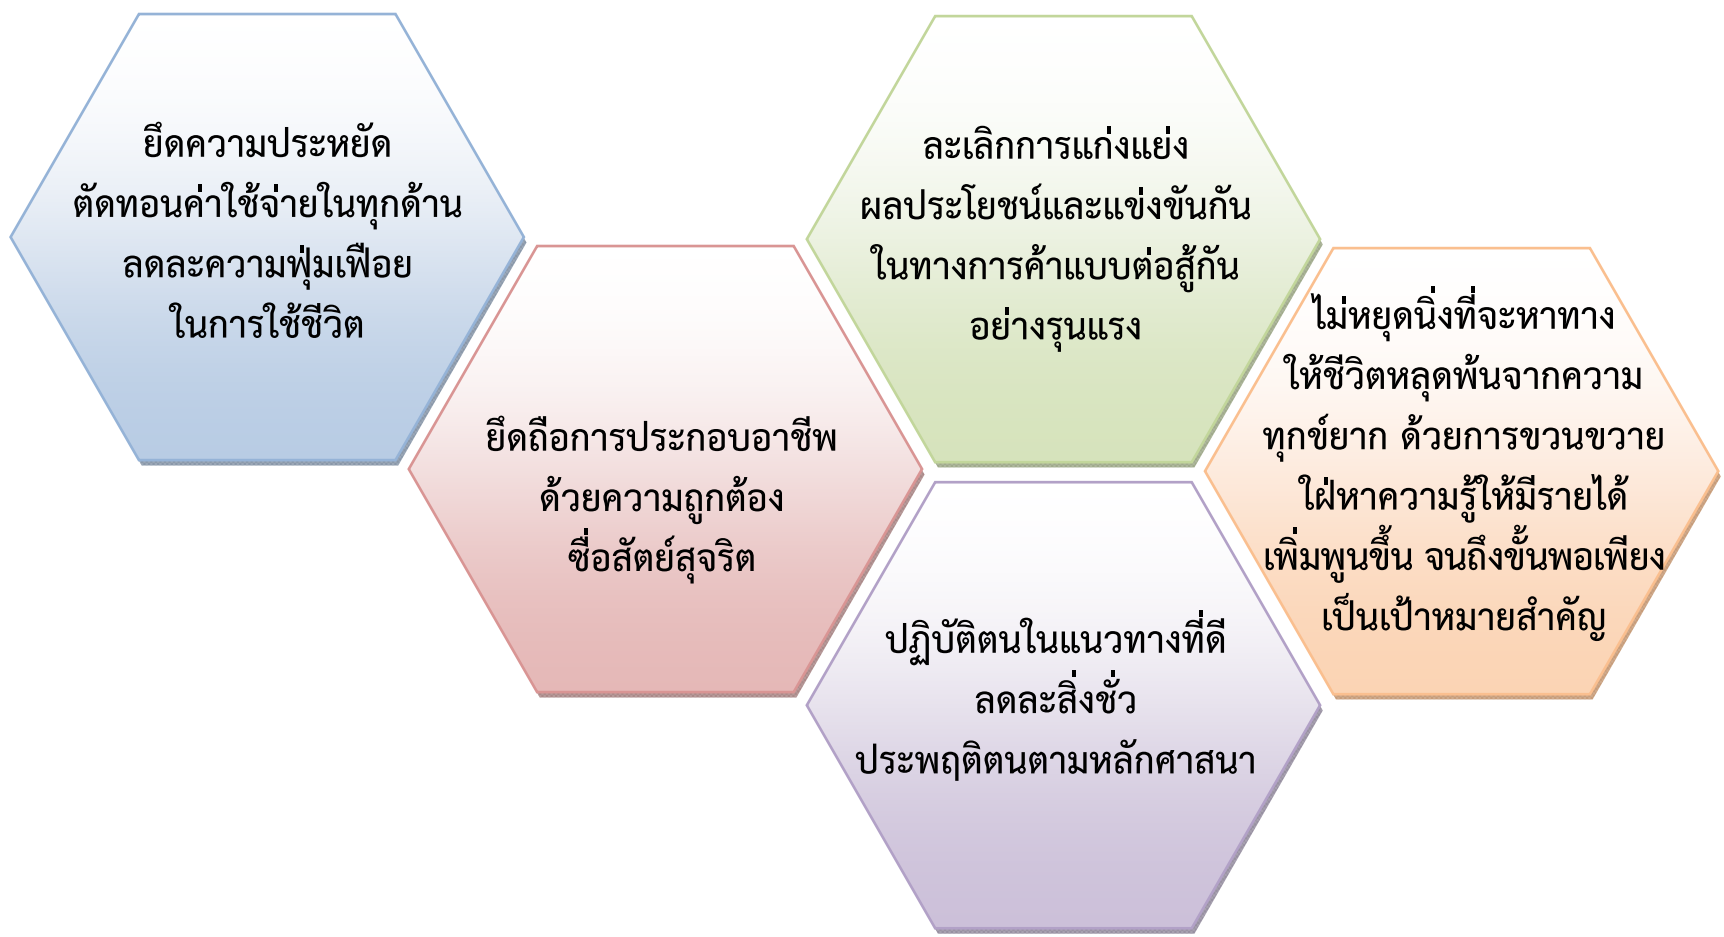 ยึดความประหยัด
ตัดทอนค่าใช้จ่ายในทุกด้าน
ลดละความฟุ่มเฟือย
ในการใช้ชีวิต
ยึดถือการประกอบอาชีพ
ด้วยความถูกต้อง
ซื่อสัตย์สุจริต
ละเลิกการแก่งแย่ง
ผลประโยชน์และแข่งขันกัน
ในทางการค้าแบบต่อสู้กัน
อย่างรุนแรง
ไม่หยุดนิ่งที่จะหาทาง
ให้ชีวิตหลุดพ้นจากความ
ทุกข์ยาก ด้วยการขวนขวาย
ใฝ่หาความรู้ให้มีรายได้
เพิ่มพูนขึ้น จนถึงขั้นพอเพียง
เป็นเป้าหมายสำคัญ
ปฏิบัติตนในแนวทางที่ดี
ลดละสิ่งชั่ว
ประพฤติตนตามหลักศาสนา